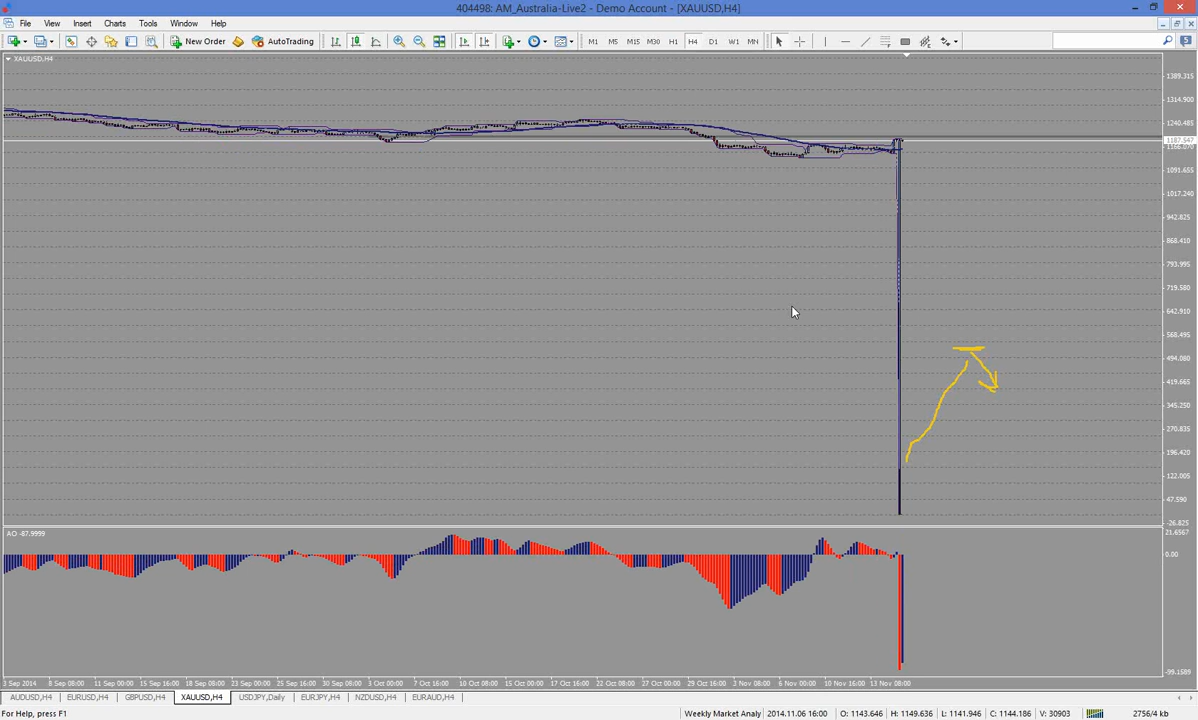 404498: AM_Australia-Live2 - Demo Account - [XAUUSD,H4]
File View Insert Charts Tools Window Help
New Order AutoTrading M1 M5 M15 M30 H1 H4 D1 W1 MN 5
XAUUSD,H4
1389.315
1314.900
1240.485
1187.547
1091.655
1017.240
942.825
868.410
793.995
719.580
642.910
568.495
494.080
419.665
345.250
270.835
196.420
122.005
47.590
-26.825
AO -87.9999
21.6567
0.00
-99.1589
3 Sep 2014 8 Sep 08:00 11 Sep 00:00 15 Sep 16:00 18 Sep 08:00 23 Sep 00:00 25 Sep 16:00 30 Sep 08:00 3 Oct 00:00 7 Oct 16:00 10 Oct 08:00 15 Oct 00:00 17 Oct 16:00 22 Oct 08:00 27 Oct 00:00 29 Oct 16:00 2 Nov 08:00 6 Nov 00:00 10 Nov 16:00 13 Nov 08:00
AUDUSD,H4 EURUSD,H4 GBPUSD,H4 XAUUSD,H4 USDJPY,Daily EURJPY,H4 NZDUSD,H4 EURAUD,H4
For Help, press F1 Weekly Market Analy 2014.11.06 16:00 O: 1143.646 H: 1149.636 L: 1141.946 C: 1144.186 V: 30903 2756/4 kb